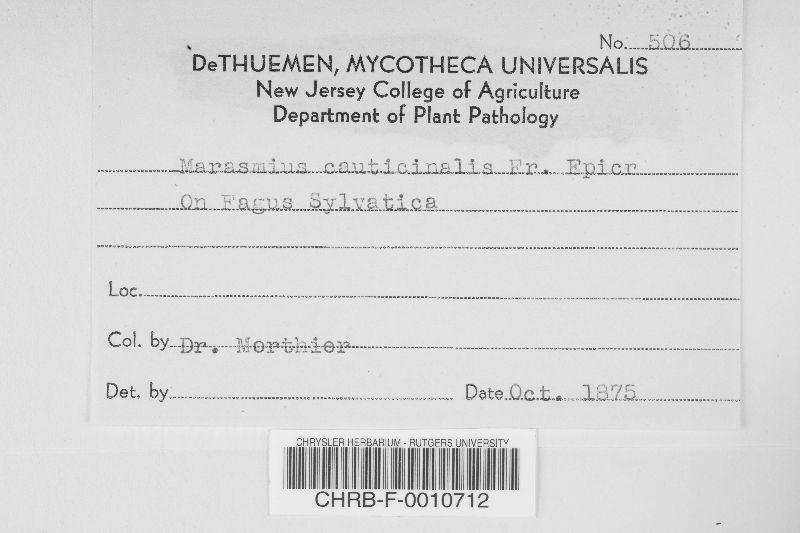 No. 506
DeTHUEMEN, MYCOTHECA UNIVERSALIS
New Jersey College of Agriculture
Department of Plant Pathology
Marasmius cauticinalis Fr. Epicr
On Fagus Sylvatica
Loc.
Col. by Dr. Morthier
Det. by
Date Oct. 1875
CHRYSLER HERBARIUM - RUTGERS UNIVERSITY
CHRB-F-0010712